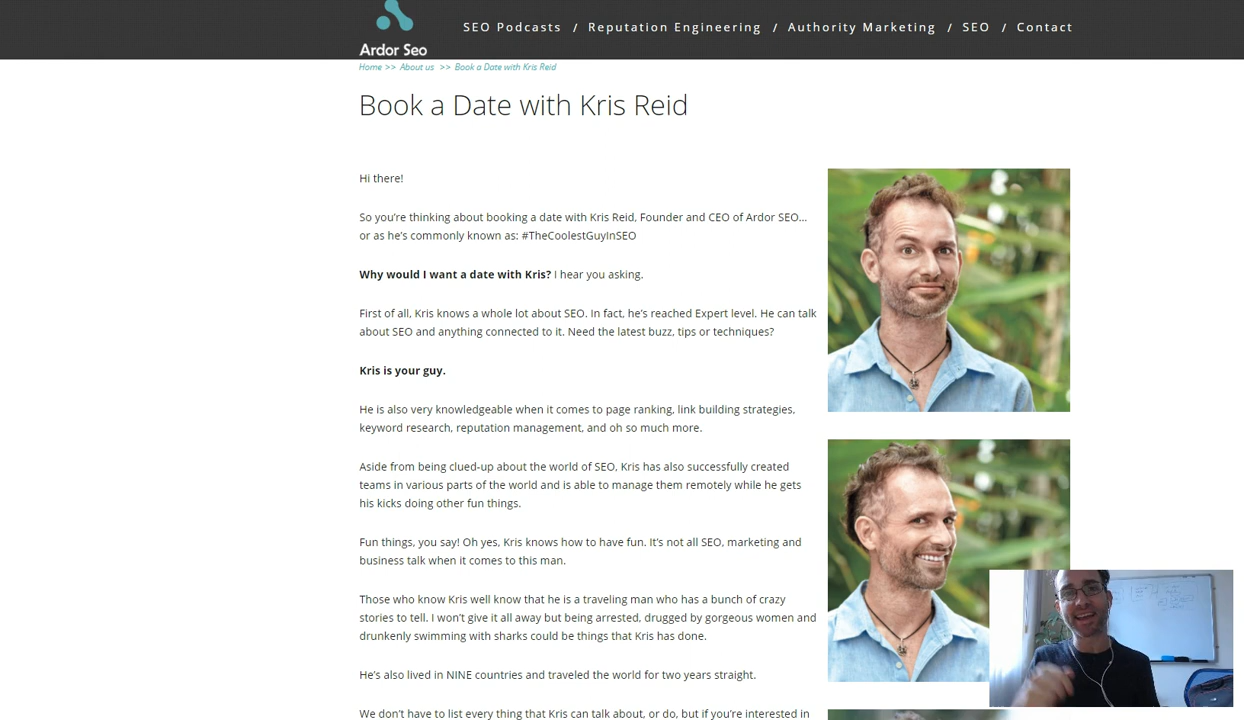 Ardor Seo
SEO Podcasts / Reputation Engineering / Authority Marketing / SEO / Contact
Home >> About us >> Book a Date with Kris Reid
Book a Date with Kris Reid
Hi there!
So you're thinking about booking a date with Kris Reid, Founder and CEO of Ardor SEO...
or as he's commonly known as: #TheCoolestGuyInSEO
Why would I want a date with Kris? I hear you asking.
First of all, Kris knows a whole lot about SEO. In fact, he's reached Expert level. He can talk
about SEO and anything connected to it. Need the latest buzz, tips or techniques?
Kris is your guy.
He is also very knowledgeable when it comes to page ranking, link building strategies,
keyword research, reputation management, and oh so much more.
Aside from being clued-up about the world of SEO, Kris has also successfully created
teams in various parts of the world and is able to manage them remotely while he gets
his kicks doing other fun things.
Fun things, you say! Oh yes, Kris knows how to have fun. It's not all SEO, marketing and
business talk when it comes to this man.
Those who know Kris well know that he is a traveling man who has a bunch of crazy
stories to tell. I won't give it all away but being arrested, drugged by gorgeous women and
drunkenly swimming with sharks could be things that Kris has done.
He's also lived in NINE countries and traveled the world for two years straight.
We don't have to list every thing that Kris can talk about, or do, but if you're interested in